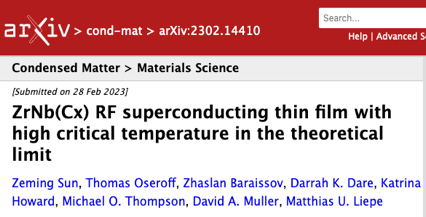 Search...
arXiv > cond-mat > arXiv:2302.14410
Help | Advanced S
Condensed Matter > Materials Science
[Submitted on 28 Feb 2023]
ZrNb(Cx) RF superconducting thin film with
high critical temperature in the theoretical
limit
Zeming Sun, Thomas Oseroff, Zhaslan Baraissov, Darrah K. Dare, Katrina
Howard, Michael O. Thompson, David A. Muller, Matthias U. Liepe